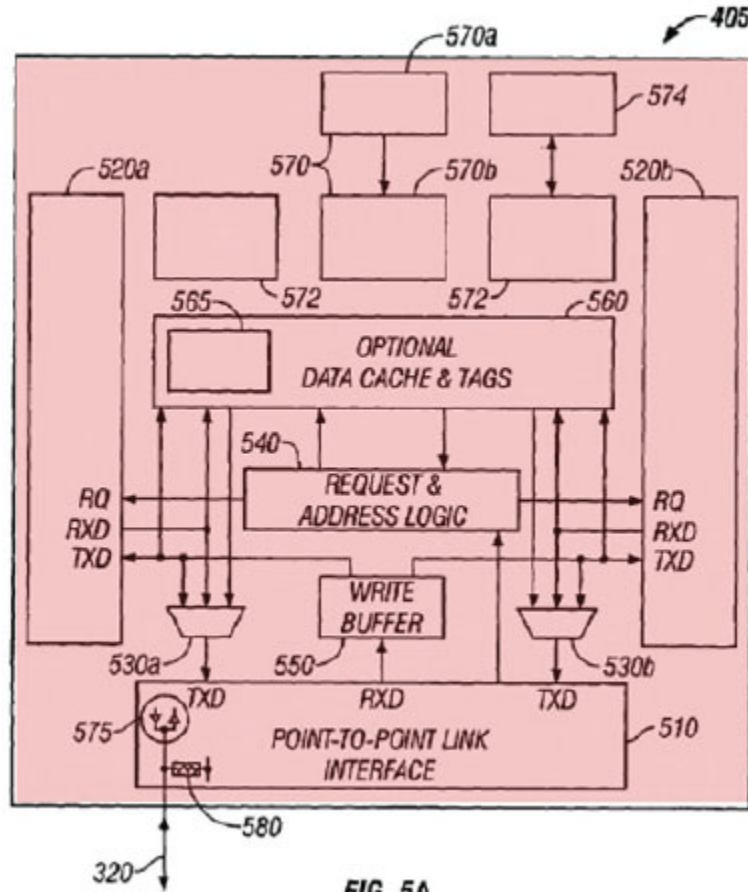 405
570a
574
520a
570
570b
520b
572
572
560
565
OPTIONAL
DATA CACHE & TAGS
540
REQUEST &
ADDRESS LOGIC
RQ
RXD
TXD
RQ
RXD
TXD
WRITE
BUFFER
530a
550
530b
TXD
RXD
TXD
575
510
POINT-TO-POINT LINK
INTERFACE
580
320
FIG. 5A